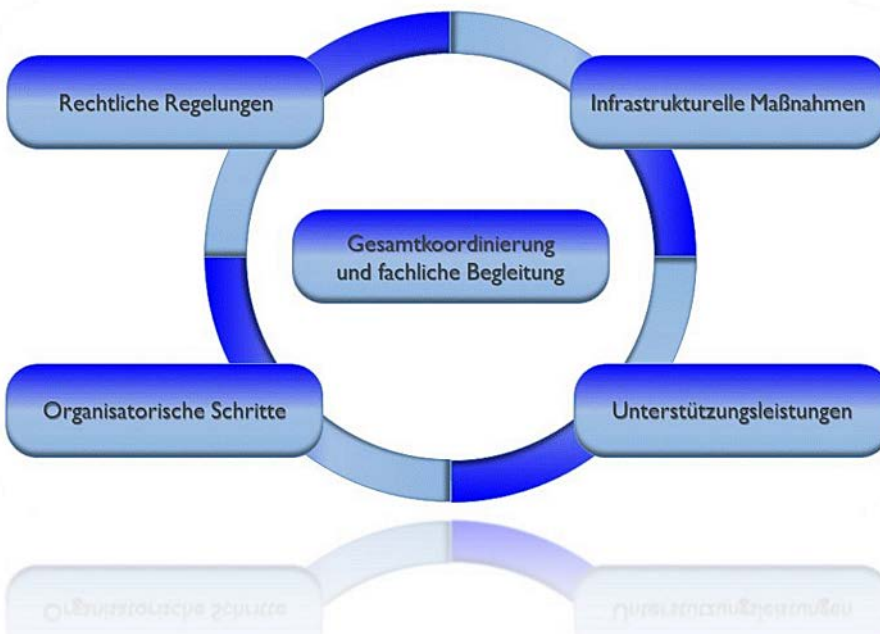 Rechtliche Regelungen
Infrastrukturelle Maßnahmen
Gesamtkoordinierung
und fachliche Begleitung
Organisatorische Schritte
Unterstützungsleistungen